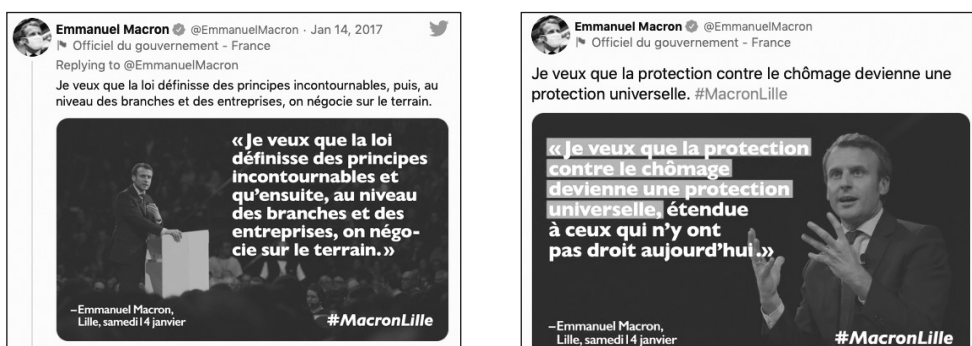 Emmanuel Macron @EmmanuelMacron · Jan 14, 2017
Officiel du gouvernement - France
Replying to @EmmanuelMacron
Je veux que la loi définisse des principes incontournables, puis, au
niveau des branches et des entreprises, on négocie sur le terrain.
«Je veux que la loi
définisse des principes
incontournables et
qu'ensuite, au niveau
des branches et des
entreprises, on négo-
cie sur le terrain.»
–Emmanuel Macron,
Lille, samedi 14 janvier
#MacronLille
Emmanuel Macron @EmmanuelMacron
Officiel du gouvernement - France
Je veux que la protection contre le chômage devienne une
protection universelle. #MacronLille
«Je veux que la protection
contre le chômage
devienne une protection
universelle, étendue
à ceux qui n'y ont
pas droit aujourd'hui.»
–Emmanuel Macron,
Lille, samedi 14 janvier
#MacronLille